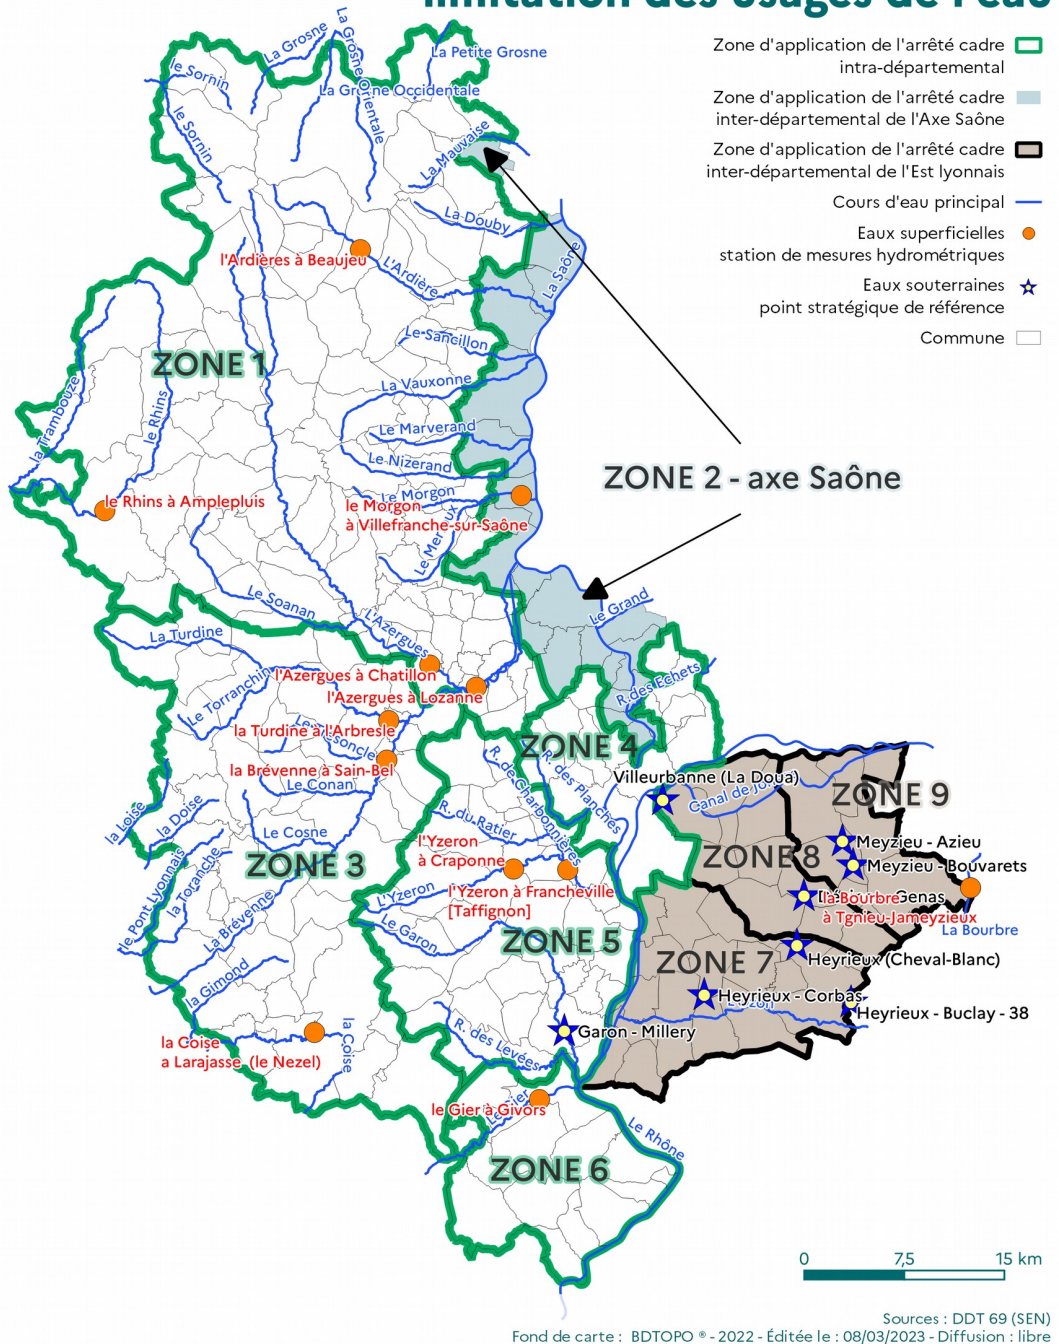 limitation des usages de l'eau
Zone d'application de l'arrêté cadre
intra-départemental
Zone d'application de l'arrêté cadre
inter-départemental de l'Axe Saône
Zone d'application de l'arrêté cadre
inter-départemental de l'Est lyonnais
Cours d'eau principal
Eaux superficielles
station de mesures hydrométriques
Eaux souterraines
point stratégique de référence
Commune
La Grosne
La Grosne Orientale
La Petite Grosne
le Sornin
La Grosne Occidentale
le Sornin
La Mauvaise
La Douby
l'Ardières à Beaujeu
L'Ardière
La Saône
Le Sancillon
ZONE 1
La Vauxonne
la Trambouze
le Rhins
Le Marverand
Le Nizerand
ZONE 2 - axe Saône
le Rhins à Amplepluis
Le Morgon
le Morgon
à Villefranche-sur-Saône
Le Soanan
L'Azergues
Le Grand
La Turdine
l'Azergues à Chatillon
l'Azergues à Lozanne
R. des Echets
Le Torranchin
la Turdine à l'Arbresle
la Brévenne à Sain-Bel
Le Conan
ZONE 4
R. de Charbonnières
R. des Planches
Villeurbanne (La Doua)
Canal de
ZONE 9
la Loise
la Doise
Le Cosne
R. du Ratier
l'Yzeron
à Craponne
ZONE 3
ZONE 8
Meyzieu - Azieu
Meyzieu - Bouvarets
le Pont Lyonnais
la Toranche
La Brévenne
L'Yzeron
l'Yzeron à Francheville
[Taffignon]
Genas
la Bourbre
à Tgnieu-Jameyzieux
La Bourbre
Le Garon
ZONE 5
ZONE 7
Heyrieux (Cheval-Blanc)
la Gimond
Heyrieux - Corbas
Heyrieux - Buclay - 38
la Coise
a Larajasse (le Nezel)
la Coise
R. des Levées
Garon - Millery
le Gier à Givors
Le Gier
Le Rhône
ZONE 6
0 7,5 15 km
Sources : DDT 69 (SEN)
Fond de carte : BDTOPO ® - 2022 - Éditée le : 08/03/2023 - Diffusion : libre